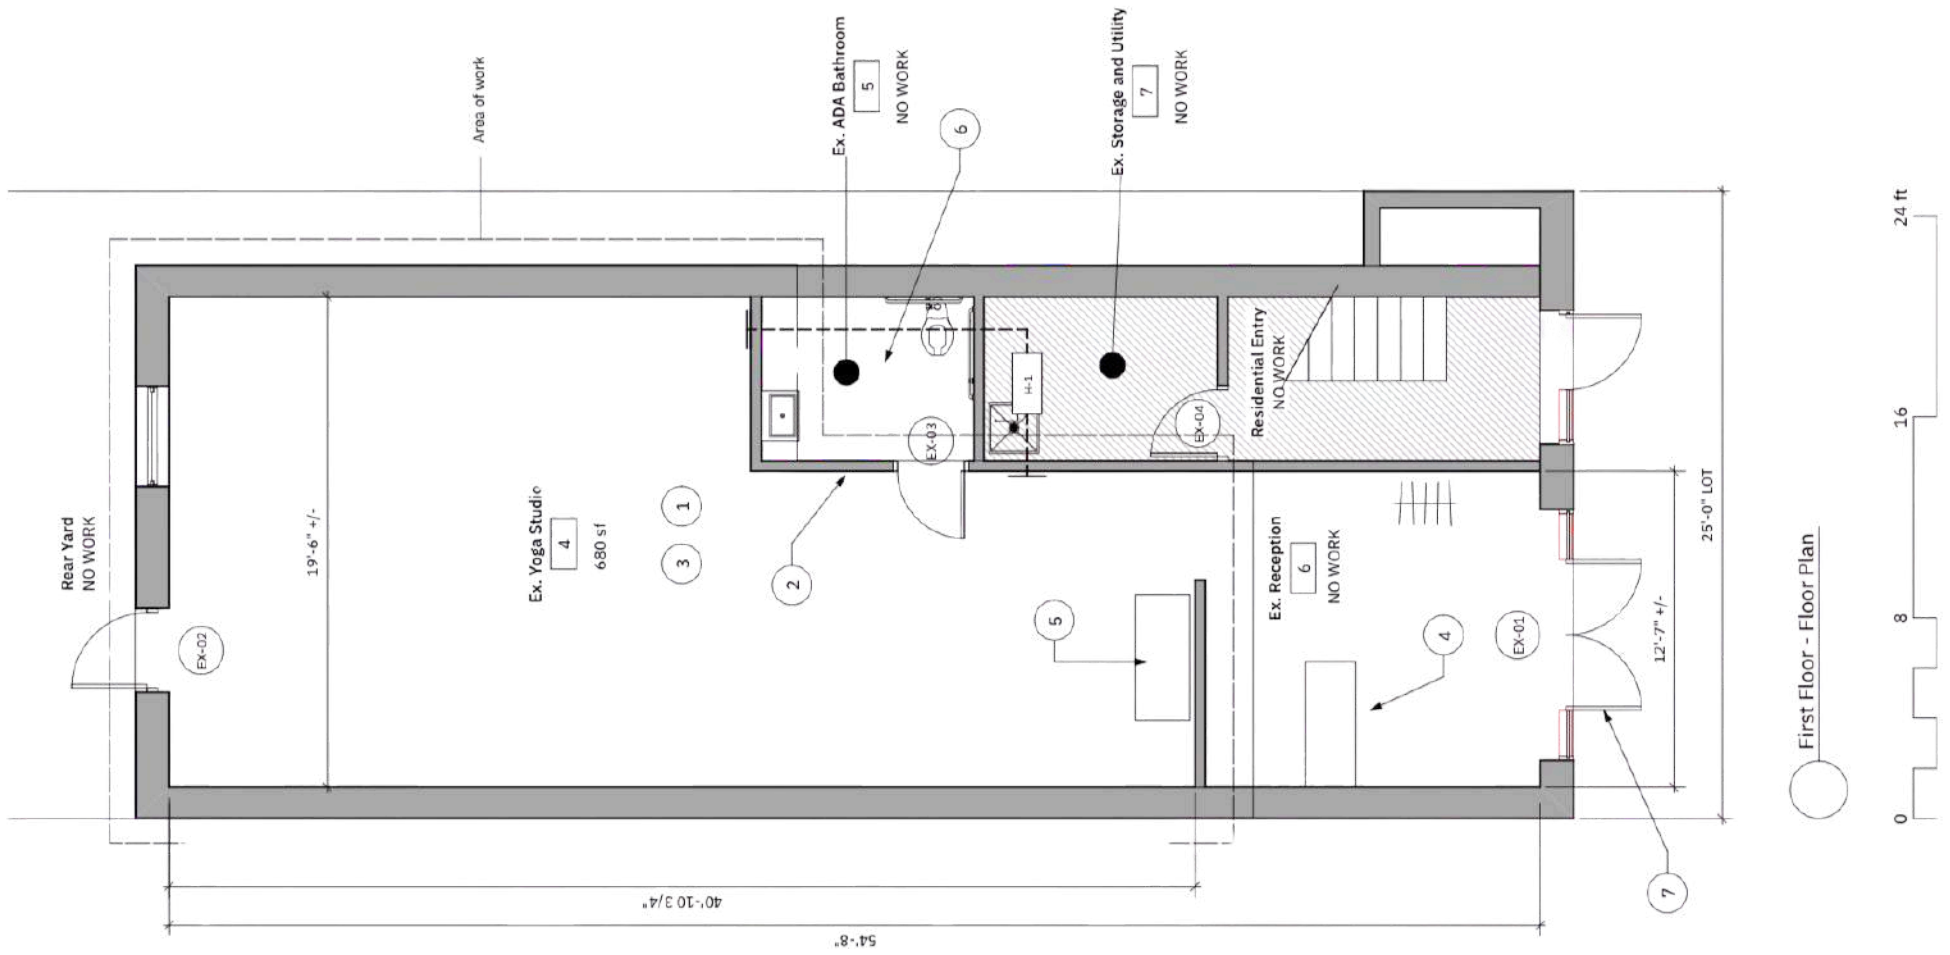 Rear Yard
NO WORK
EX-02
19'-6" +/-
Area of work
Ex. Yoga Studio
4
680 sf
3
1
2
Ex. ADA Bathroom
5
NO WORK
6
EX-03
H-1
5
Ex. Storage and Utility
7
NO WORK
EX-04
Residential Entry
NO WORK
Ex. Reception
6
NO WORK
4
EX-01
12'-7" +/-
25'-0" LOT
7
40'-10 3/4"
54'-8"
First Floor - Floor Plan
0
8
16
24 ft